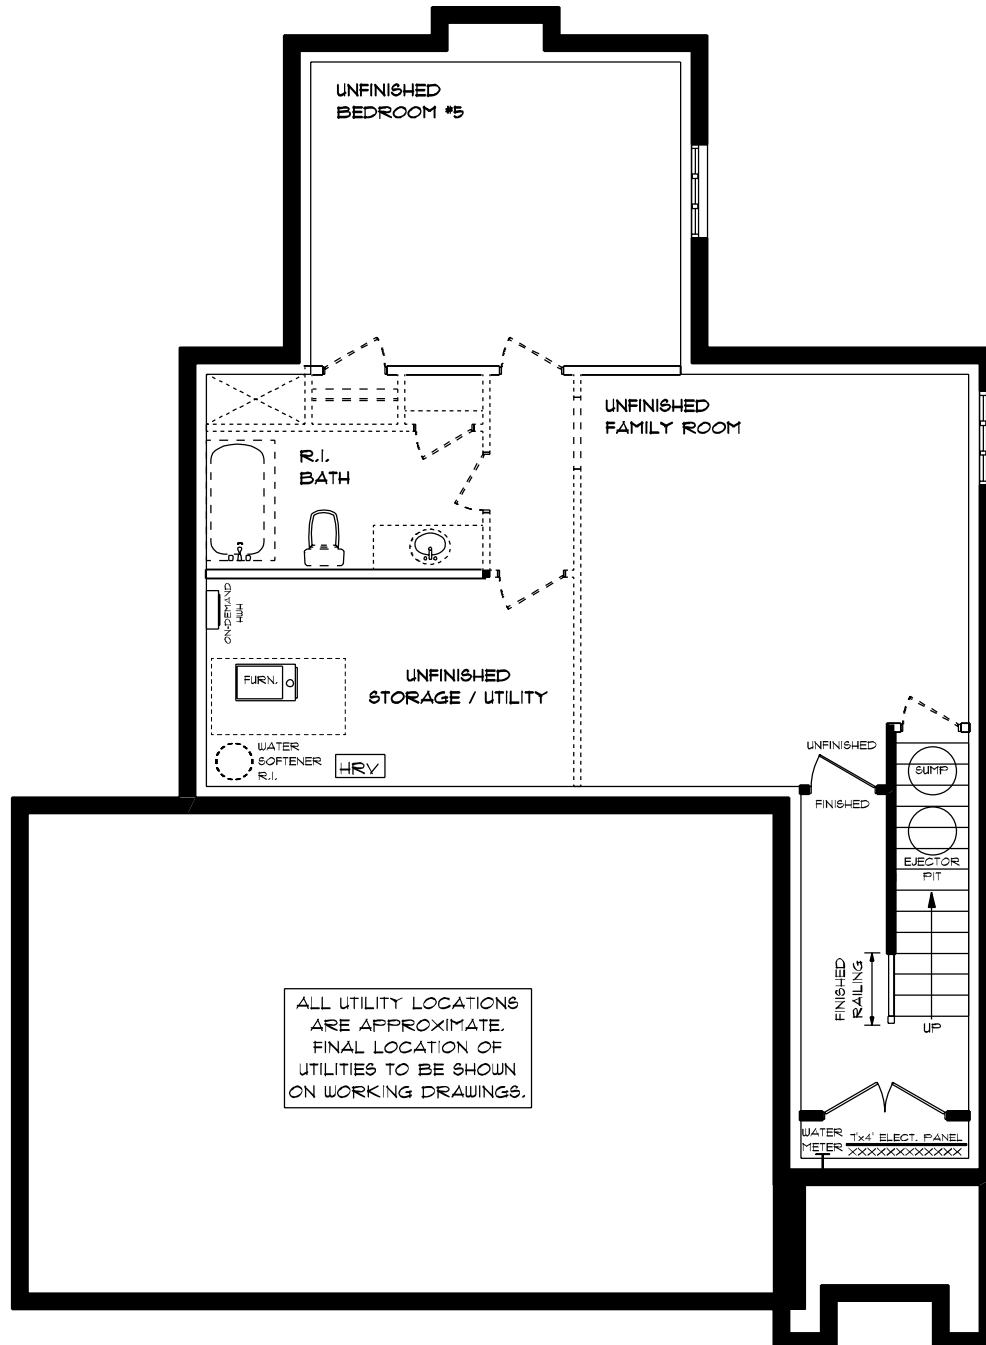 UNFINISHED
BEDROOM #5
UNFINISHED
FAMILY ROOM
R.I.
BATH
ON-DEMAND
HWH
FURN.
UNFINISHED
STORAGE / UTILITY
WATER
SOFTENER
R.I.
HRV
UNFINISHED
FINISHED
SUMP
EJECTOR
PIT
FINISHED
RAILING
UP
ALL UTILITY LOCATIONS
ARE APPROXIMATE.
FINAL LOCATION OF
UTILITIES TO BE SHOWN
ON WORKING DRAWINGS.
WATER
METER
1'x4' ELECT. PANEL
XXXXXXXXXXXX